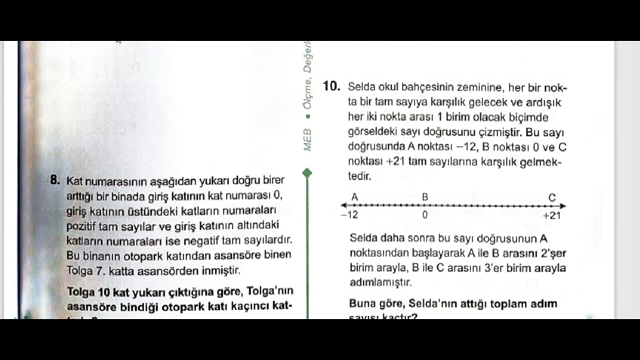 MEB ● Ölçme, Değerl
8. Kat numarasının aşağıdan yukarı doğru birer
arttığı bir binada giriş katının kat numarası 0,
giriş katının üstündeki katların numaraları
pozitif tam sayılar ve giriş katının altındaki
katların numaraları ise negatif tam sayılardır.
Bu binanın otopark katından asansöre binen
Tolga 7. katta asansörden inmiştir.
Tolga 10 kat yukarı çıktığına göre, Tolga'nın
asansöre bindiği otopark katı kaçıncı kat-
10. Selda okul bahçesinin zeminine, her bir nok-
ta bir tam sayıya karşılık gelecek ve ardışık
her iki nokta arası 1 birim olacak biçimde
görseldeki sayı doğrusunu çizmiştir. Bu sayı
doğrusunda A noktası −12, B noktası 0 ve C
noktası +21 tam sayılarına karşılık gelmek-
tedir.
A B C
−12 0 +21
Selda daha sonra bu sayı doğrusunun A
noktasından başlayarak A ile B arasını 2'şer
birim arayla, B ile C arasını 3'er birim arayla
adımlamıştır.
Buna göre, Selda'nın attığı toplam adım
sayısı kaçtır?